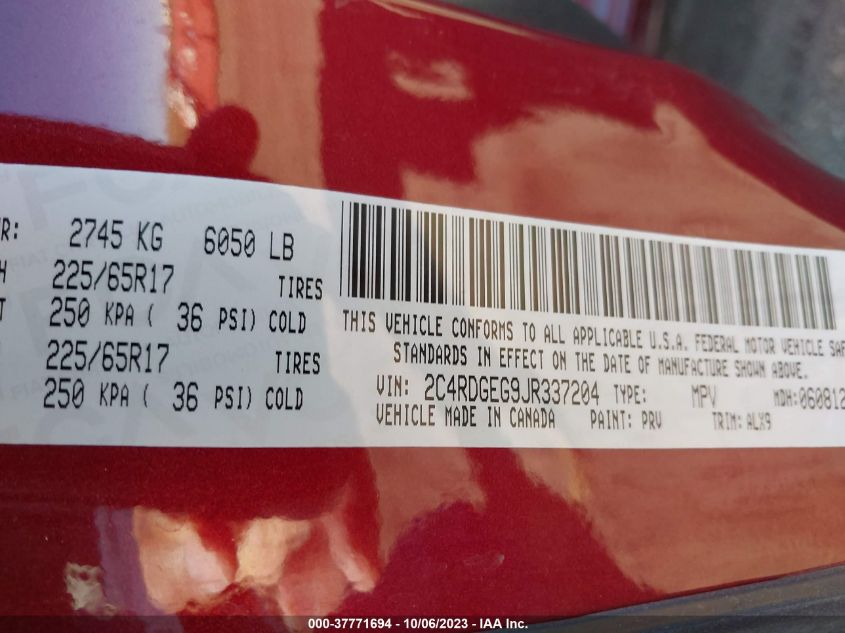 2745 KG 6050 LB
225/65R17 TIRES
250 KPA ( 36 PSI) COLD
225/65R17 TIRES
250 KPA ( 36 PSI) COLD
THIS VEHICLE CONFORMS TO ALL APPLICABLE U.S.A. FEDERAL MOTOR VEHICLE SAF
STANDARDS IN EFFECT ON THE DATE OF MANUFACTURE SHOWN ABOVE.
VIN: 2C4RDGEG9JR337204 TYPE: MPV MDH:060812
VEHICLE MADE IN CANADA PAINT: PRV TRIM: ALX9
000-37771694 - 10/06/2023 - IAA Inc.